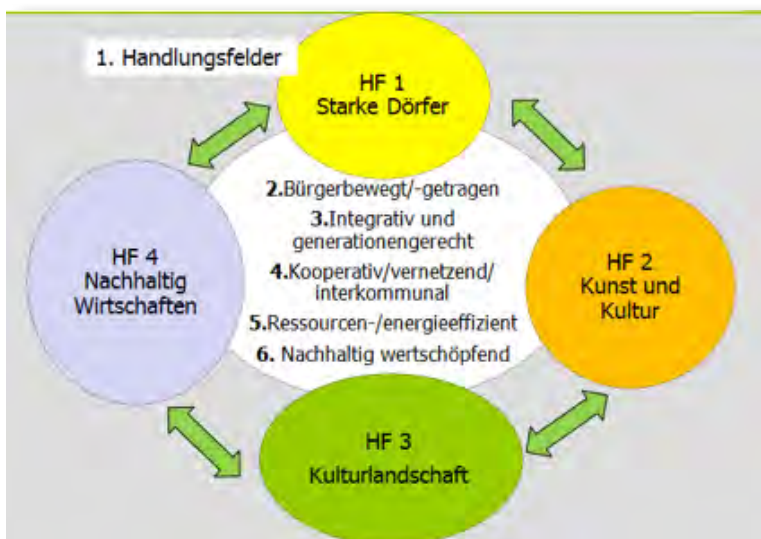 1. Handlungsfelder
HF 1
Starke Dörfer
2.Bürgerbewegt/-getragen
3.Integrativ und
generationengerecht
4.Kooperativ/vernetzend/
interkommunal
5.Ressourcen-/energieeffizient
6. Nachhaltig wertschöpfend
HF 4
Nachhaltig
Wirtschaften
HF 2
Kunst und
Kultur
HF 3
Kulturlandschaft